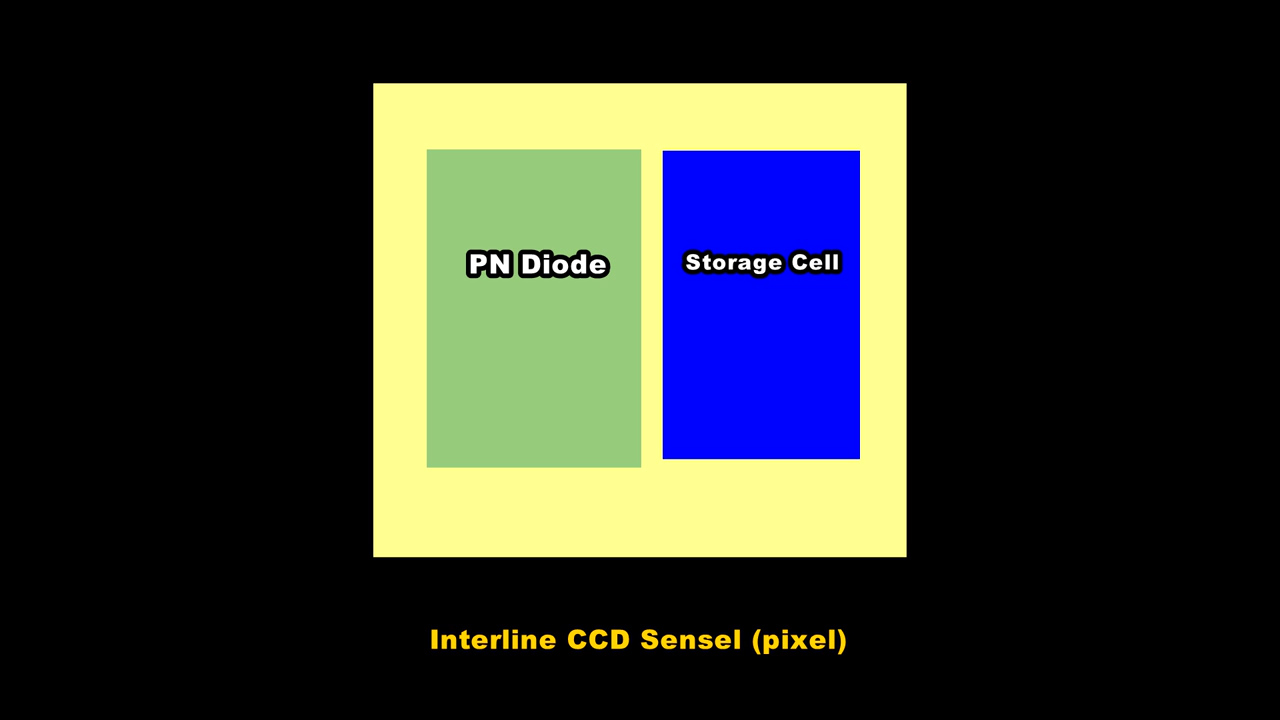 PN Diode
Storage Cell
Interline CCD Sensel (pixel)